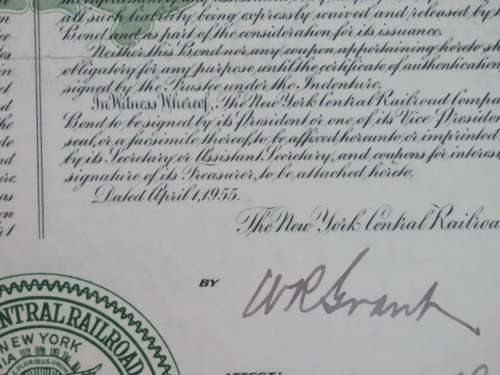 all such liability being expressly waived and released by
Bond and as part of the consideration for its issuance.
Neither this Bond nor any coupon appertaining hereto
obligatory for any purpose, until the certificate of authentication
signed by the Trustee under the Indenture.
In Witness Whereof, The New York Central Railroad
Bond to be signed by its President or one of its Vice
seal, or a facsimile thereof, to be affixed hereunto or imprinted
by its Secretary or Assistant Secretary, and coupons for interest
signature of its Treasurer, to be attached hereto.
Dated April 1, 1955.
The New York Central Railroad
BY
WR Grant
CENTRAL RAILROAD
NEW YORK
ATTEST: